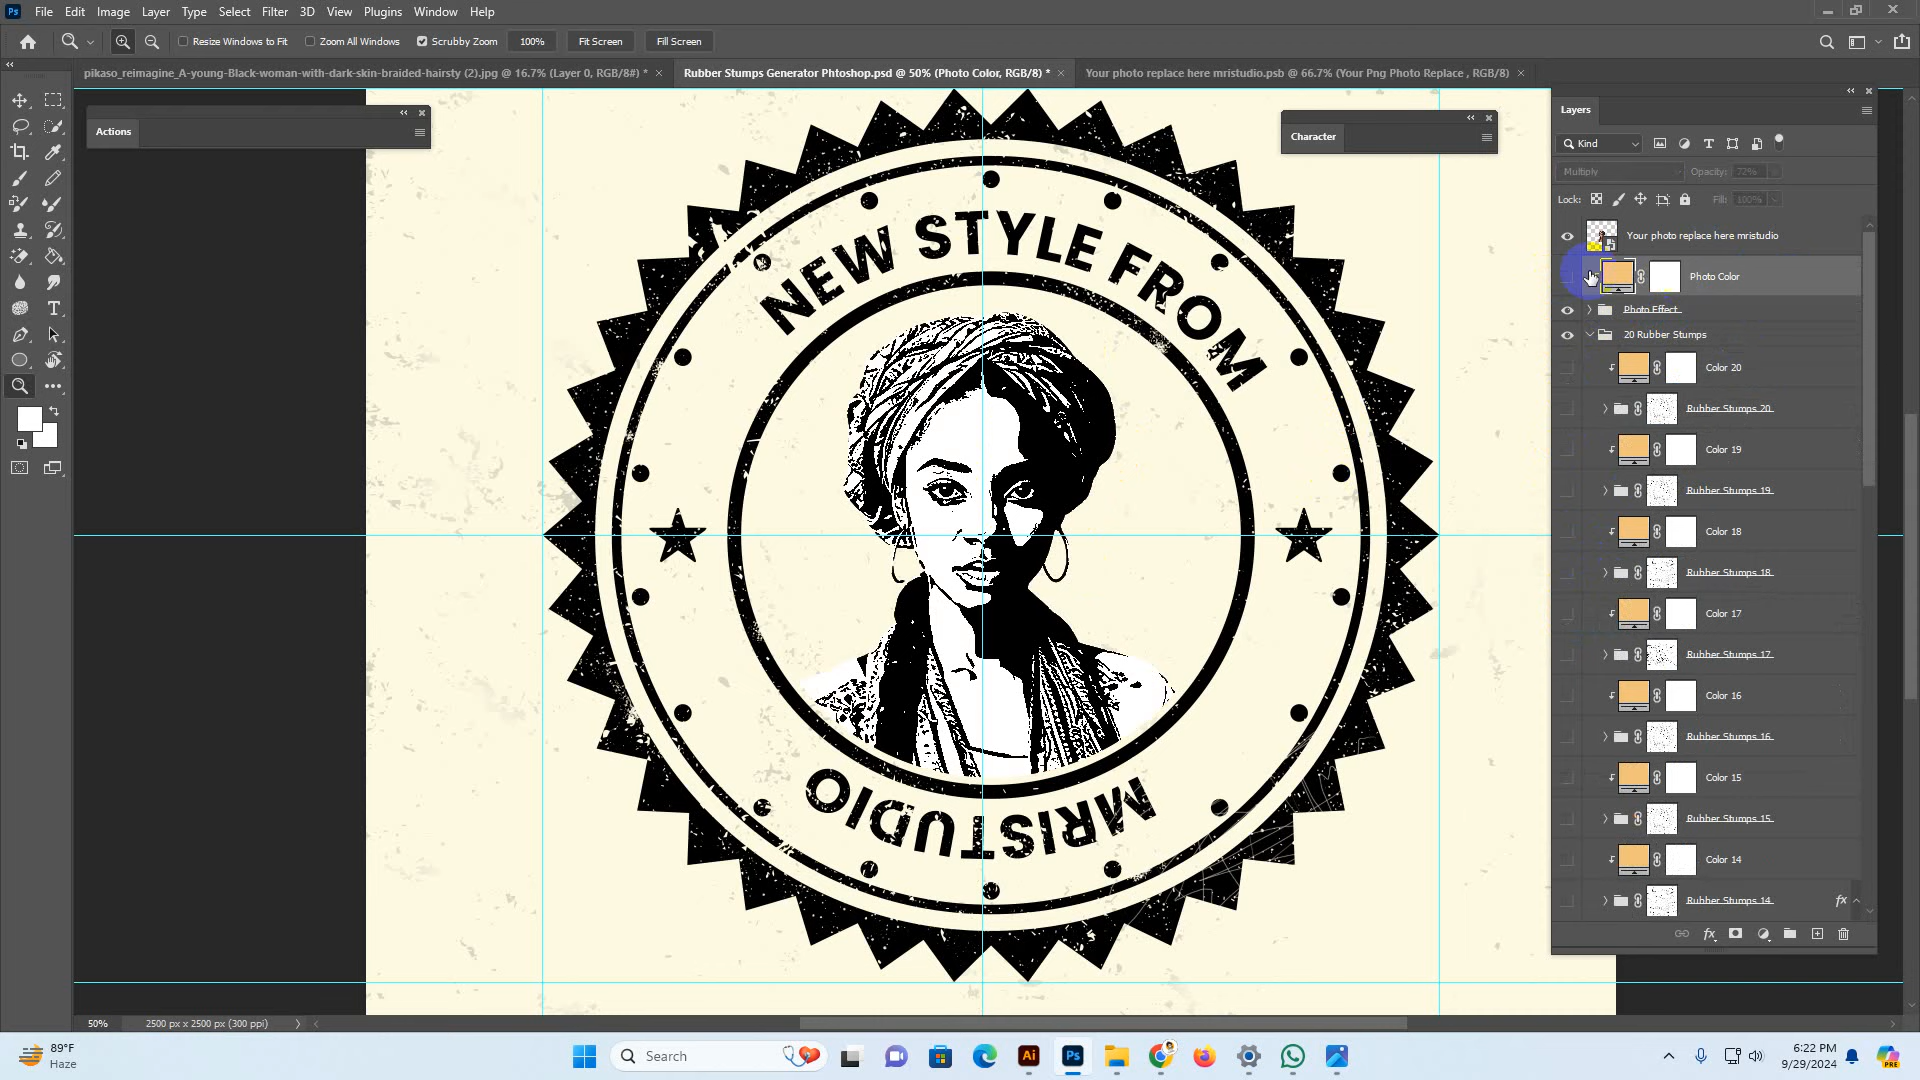 Ps File Edit Image Layer Type Select Filter 3D View Plugins Window Help
Resize Windows to Fit Zoom All Windows Scrubby Zoom 100% Fit Screen Fill Screen
pikaso_reimagine_A-young-Black-woman-with-dark-skin-braided-hairsty (2).jpg @ 16.7% (Layer 0, RGB/8#) * Rubber Stumps Generator Phtoshop.psd @ 50% (Photo Color, RGB/8) * Your photo replace here mristudio.psb @ 66.7% (Your Png Photo Replace , RGB/8)
Actions
Character
NEW STYLE FROM
MRISTUDIO
Layers
Kind
Multiply Opacity: 72%
Lock: Fill: 100%
Your photo replace here mristudio
Photo Color
Photo Effect
20 Rubber Stumps
Color 20
Rubber Stumps 20
Color 19
Rubber Stumps 19
Color 18
Rubber Stumps 18
Color 17
Rubber Stumps 17
Color 16
Rubber Stumps 16
Color 15
Rubber Stumps 15
Color 14
Rubber Stumps 14 fx
fx
50% 2500 px x 2500 px (300 ppi)
89°F
Haze
Search
Ai
Ps
6:22 PM
9/29/2024
PRE